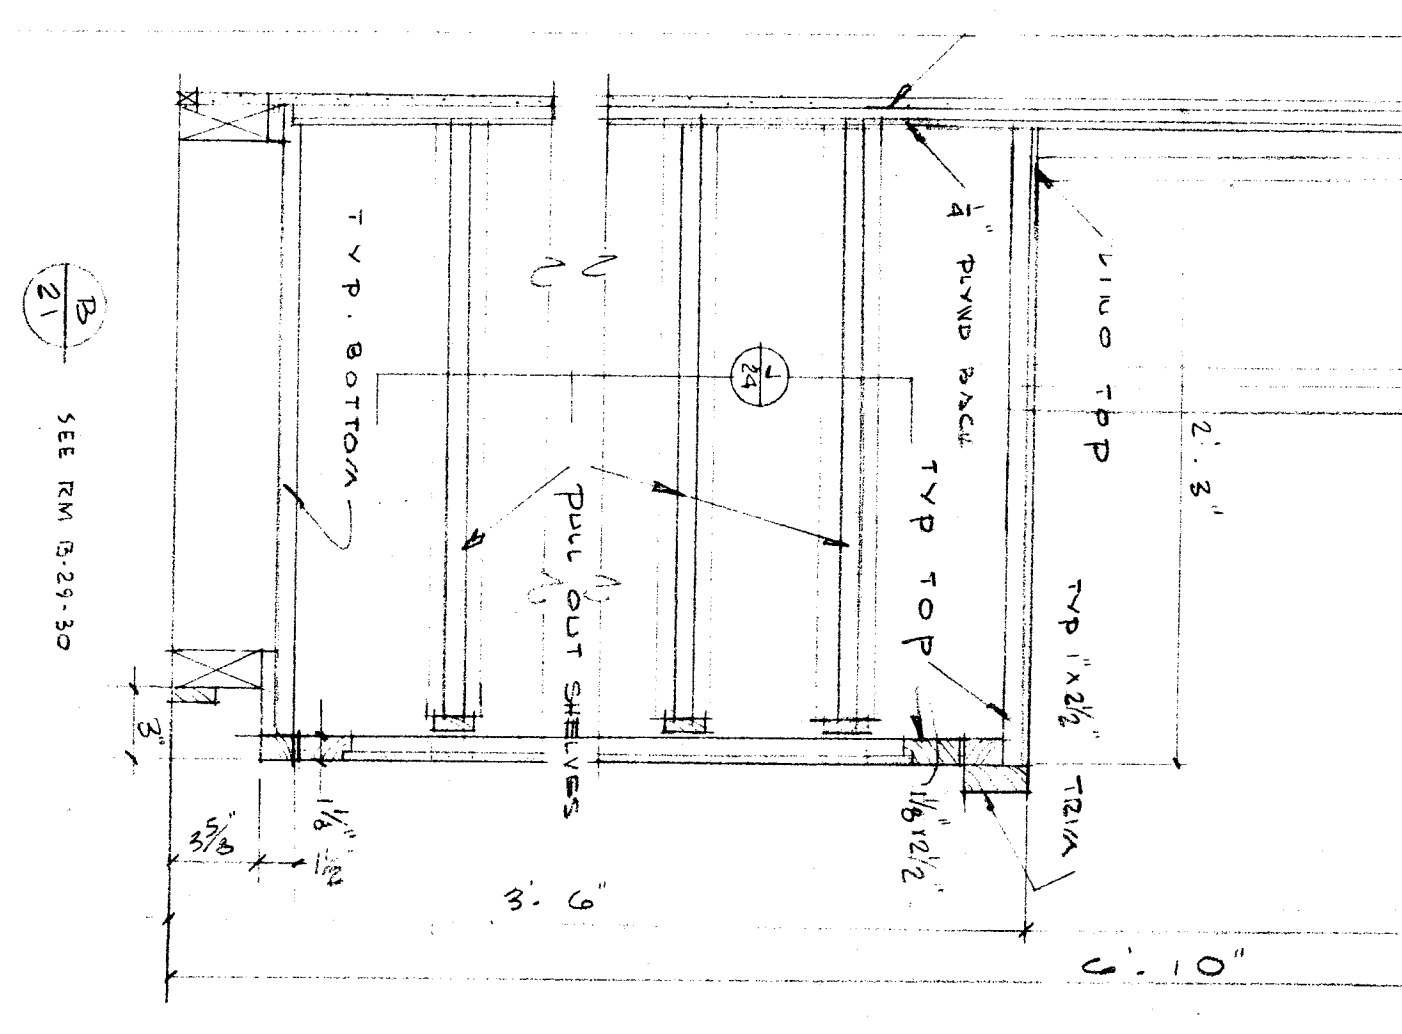 1/4" PLYWD BACK
LINO TOP
2'. 3"
TYP. BOTTOM
J
24
B
21
SEE RM B-29-30
TYP TOP
PULL OUT SHELVES
TYP 1" x 2 1/2" TRIM
3"
3 5/8"
1 1/8"
1 1/2
1 1/8 x 2 1/2"
3'. 6"
6'. 10"